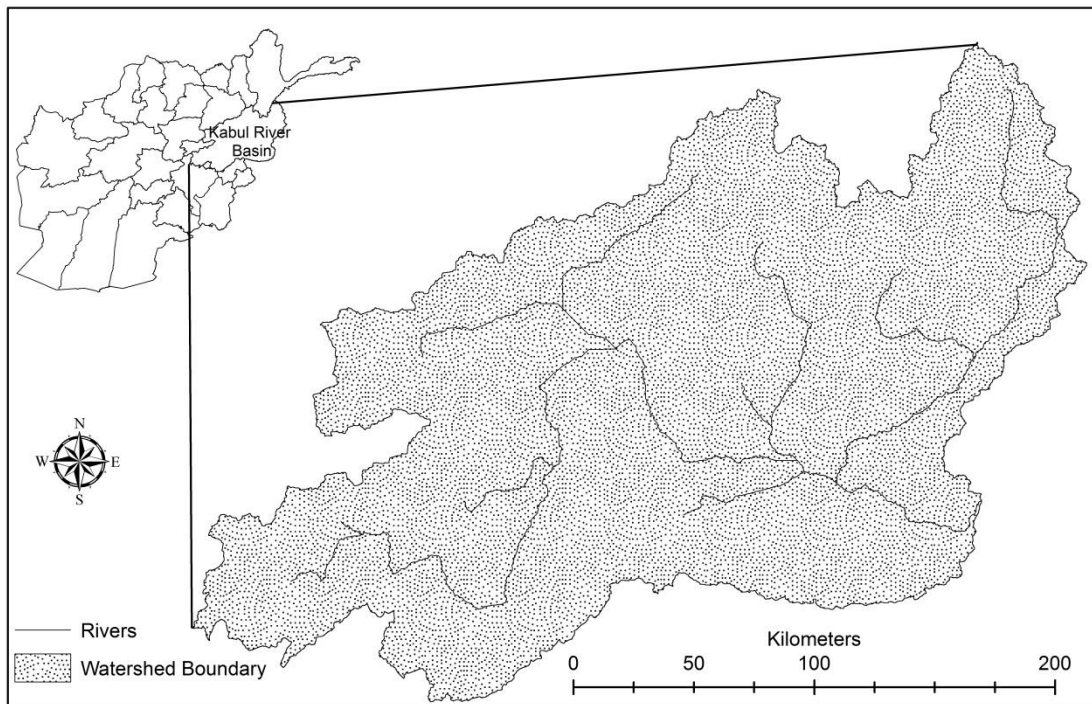 Kabul River
Basin
N
W
E
S
Rivers
Watershed Boundary
Kilometers
0 50 100 200